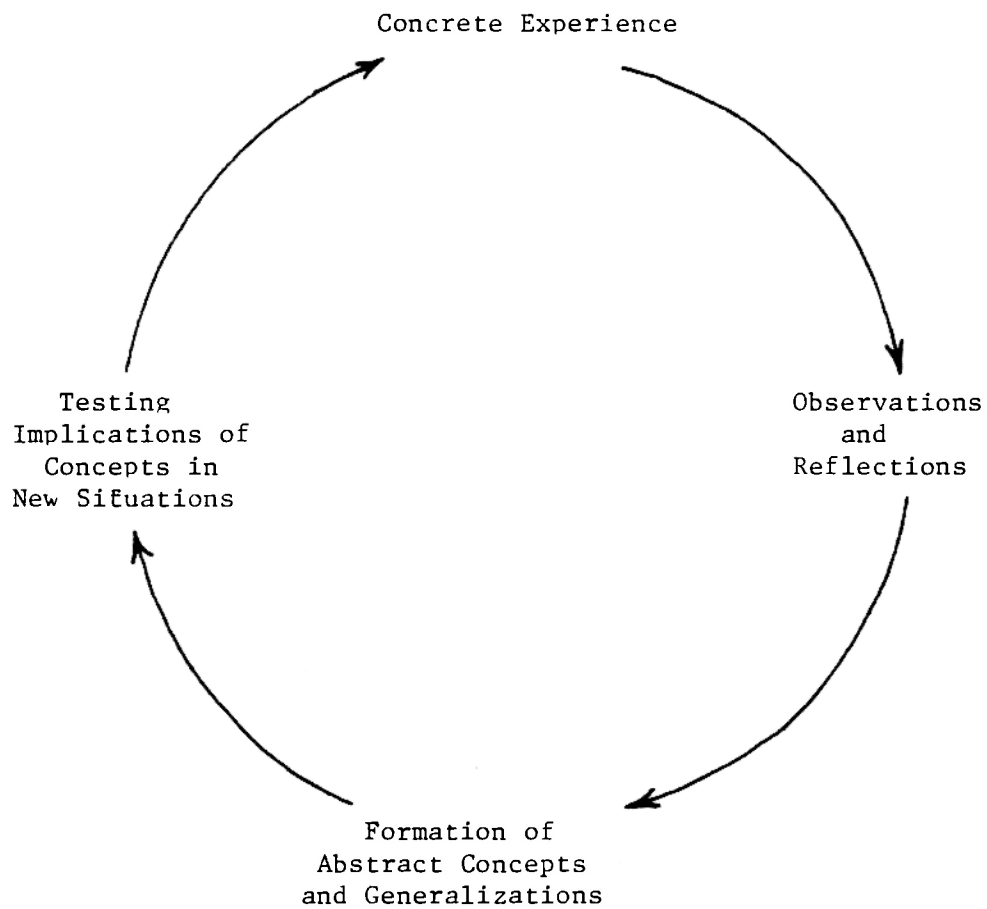 Concrete Experience
Testing
Implications of
Concepts in
New Situations
Observations
and
Reflections
Formation of
Abstract Concepts
and Generalizations